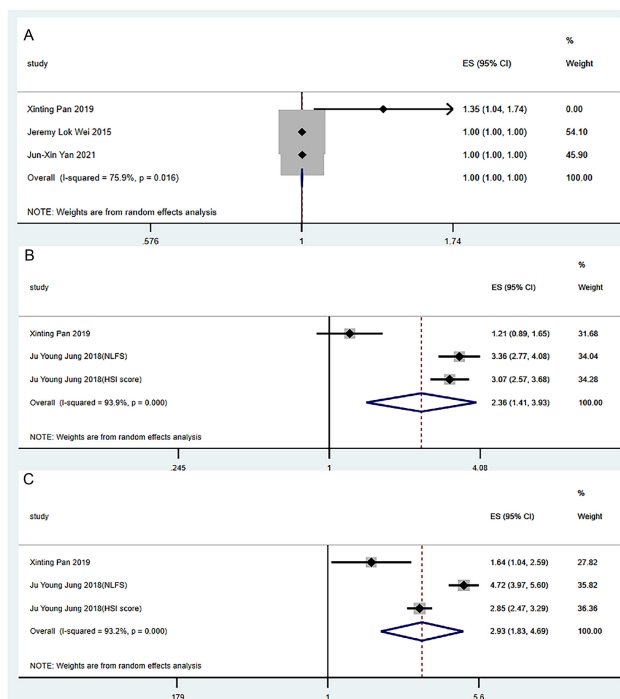 A
%
study ES (95% CI) Weight
Xinting Pan 2019 1.35 (1.04, 1.74) 0.00
Jeremy Lok Wei 2015 1.00 (1.00, 1.00) 54.10
Jun-Xin Yan 2021 1.00 (1.00, 1.00) 45.90
Overall (I-squared = 75.9%, p = 0.016) 1.00 (1.00, 1.00) 100.00
NOTE: Weights are from random effects analysis
.576 1 1.74
B
%
study ES (95% CI) Weight
Xinting Pan 2019 1.21 (0.89, 1.65) 31.68
Ju Young Jung 2018(NLFS) 3.36 (2.77, 4.08) 34.04
Ju Young Jung 2018(HSI score) 3.07 (2.57, 3.68) 34.28
Overall (I-squared = 93.9%, p = 0.000) 2.36 (1.41, 3.93) 100.00
NOTE: Weights are from random effects analysis
.245 1 4.08
C
%
study ES (95% CI) Weight
Xinting Pan 2019 1.64 (1.04, 2.59) 27.82
Ju Young Jung 2018(NLFS) 4.72 (3.97, 5.60) 35.82
Ju Young Jung 2018(HSI score) 2.85 (2.47, 3.29) 36.36
Overall (I-squared = 93.2%, p = 0.000) 2.93 (1.83, 4.69) 100.00
NOTE: Weights are from random effects analysis
.179 1 5.6